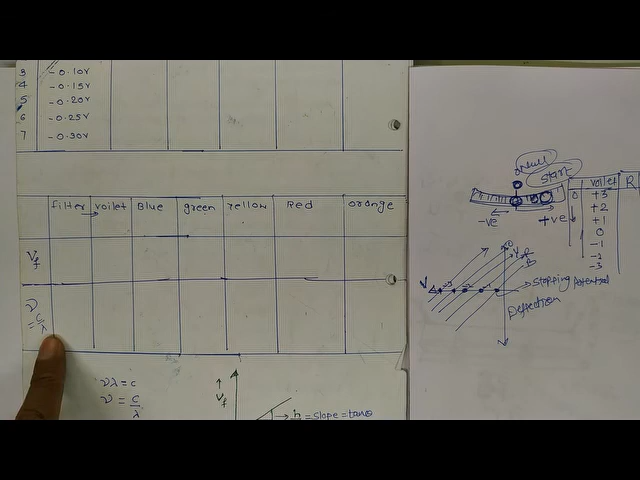 3 -0.10v
4 -0.15v
5 -0.20v
6 -0.25v
7 -0.30v
filter voilet Blue green yellow Red orange
Vf
ν
= c/λ
νλ = c
ν = c/λ
↑ Vf
→ h = slope = tanθ
null
start
-ve +ve
0
voilet R
+3
+2
+1
0
-1
-2
-3
V
→ Stopping Potential
Deflection